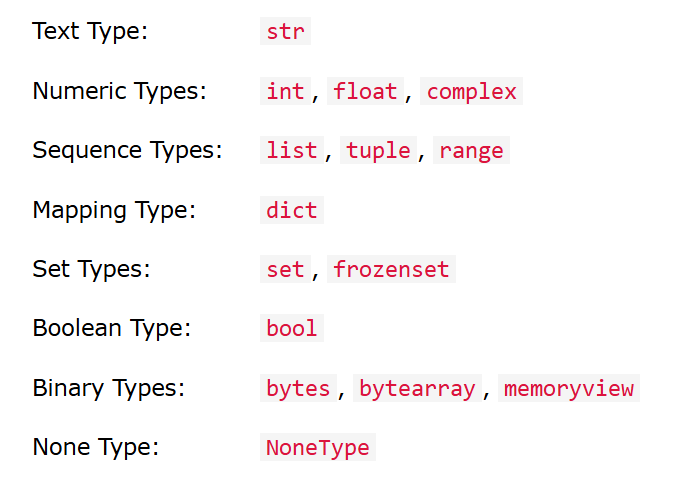 Text Type: str
Numeric Types: int, float, complex
Sequence Types: list, tuple, range
Mapping Type: dict
Set Types: set, frozenset
Boolean Type: bool
Binary Types: bytes, bytearray, memoryview
None Type: NoneType